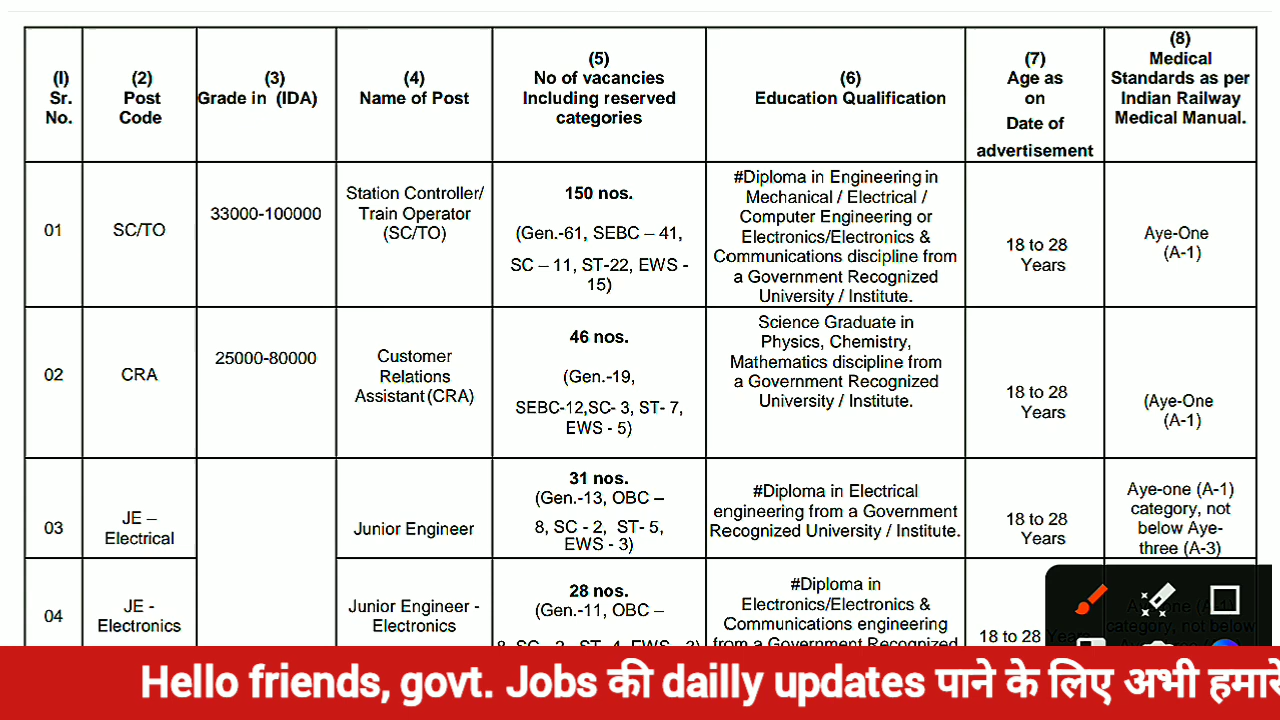 (I)
Sr.
No.
(2)
Post
Code
(3)
Grade in (IDA)
(4)
Name of Post
(5)
No of vacancies
Including reserved
categories
(6)
Education Qualification
(7)
Age as
on
Date of
advertisement
(8)
Medical
Standards as per
Indian Railway
Medical Manual.
01
SC/TO
33000-100000
Station Controller/
Train Operator
(SC/TO)
150 nos.
(Gen.-61, SEBC – 41,
SC – 11, ST-22, EWS -
15)
#Diploma in Engineering in
Mechanical / Electrical /
Computer Engineering or
Electronics/Electronics &
Communications discipline from
a Government Recognized
University / Institute.
18 to 28
Years
Aye-One
(A-1)
02
CRA
25000-80000
Customer
Relations
Assistant (CRA)
46 nos.
(Gen.-19,
SEBC-12,SC- 3, ST- 7,
EWS - 5)
Science Graduate in
Physics, Chemistry,
Mathematics discipline from
a Government Recognized
University / Institute.
18 to 28
Years
(Aye-One
(A-1)
03
JE –
Electrical
Junior Engineer
31 nos.
(Gen.-13, OBC –
8, SC - 2, ST- 5,
EWS - 3)
#Diploma in Electrical
engineering from a Government
Recognized University / Institute.
18 to 28
Years
Aye-one (A-1)
category, not
below Aye-
three (A-3)
04
JE -
Electronics
Junior Engineer -
Electronics
28 nos.
(Gen.-11, OBC –
#Diploma in
Electronics/Electronics &
Communications engineering
from a Government Recognized
18 to 28 Years
category, not below
Hello friends, govt. Jobs की dailly updates पाने के लिए अभी हमारे